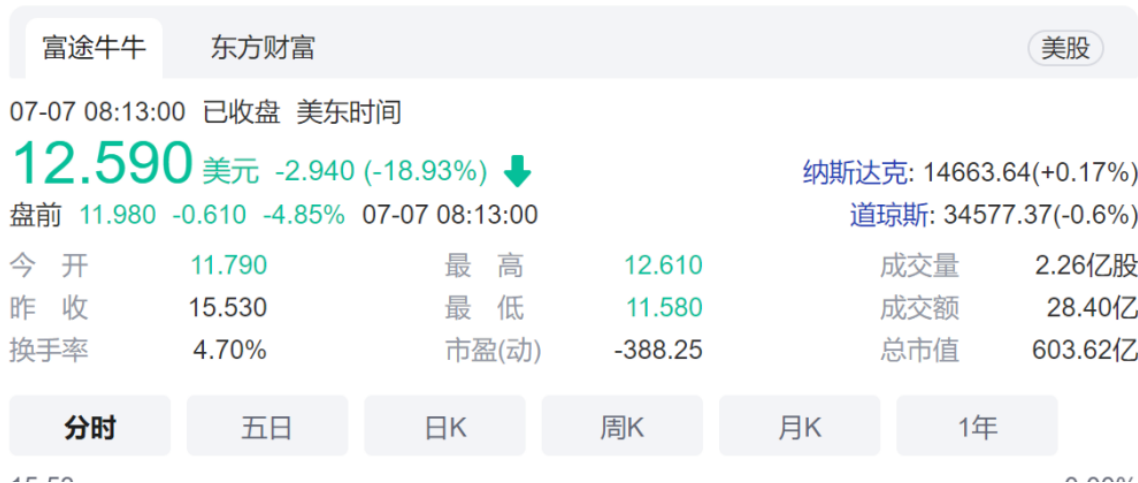 富途牛牛 东方财富 美股
07-07 08:13:00 已收盘 美东时间
12.590 美元 -2.940 (-18.93%) 纳斯达克: 14663.64(+0.17%)
盘前 11.980 -0.610 -4.85% 07-07 08:13:00 道琼斯: 34577.37(-0.6%)
今开 11.790 最高 12.610 成交量 2.26亿股
昨收 15.530 最低 11.580 成交额 28.40亿
换手率 4.70% 市盈(动) -388.25 总市值 603.62亿
分时 五日 日K 周K 月K 1年